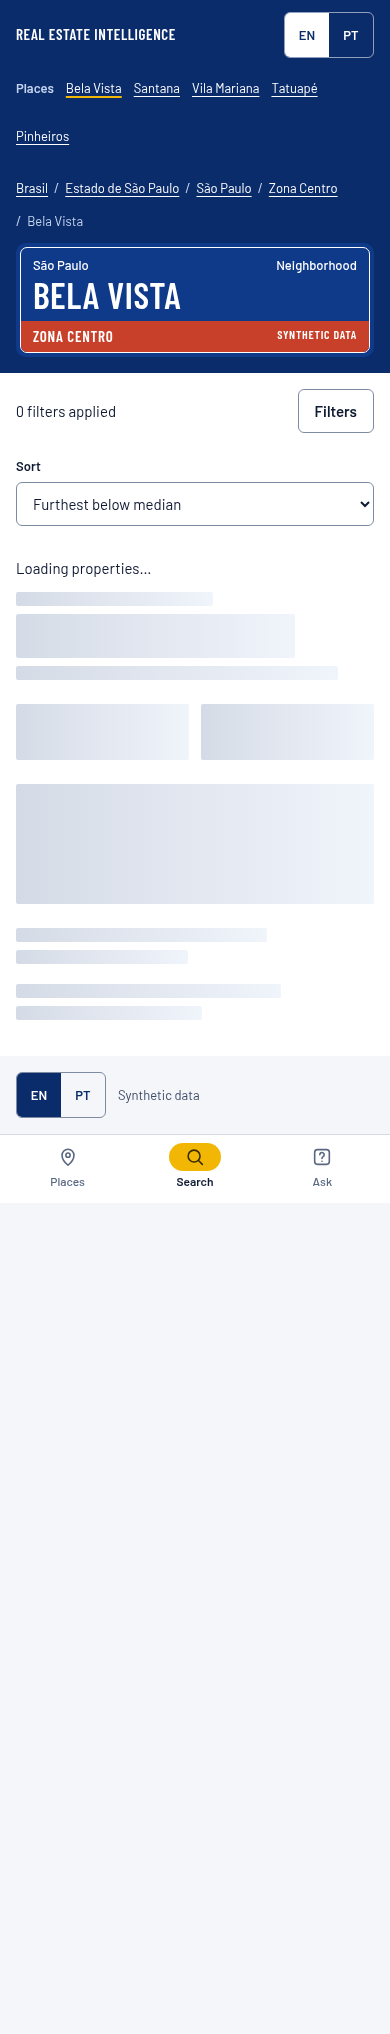 REAL ESTATE INTELLIGENCE
EN PT
Places Bela Vista Santana Vila Mariana Tatuapé
Pinheiros
Brasil / Estado de São Paulo / São Paulo / Zona Centro
/ Bela Vista
São Paulo Neighborhood
BELA VISTA
ZONA CENTRO SYNTHETIC DATA
0 filters applied Filters
Sort
Furthest below median
Loading properties...
EN PT Synthetic data
Places Search Ask